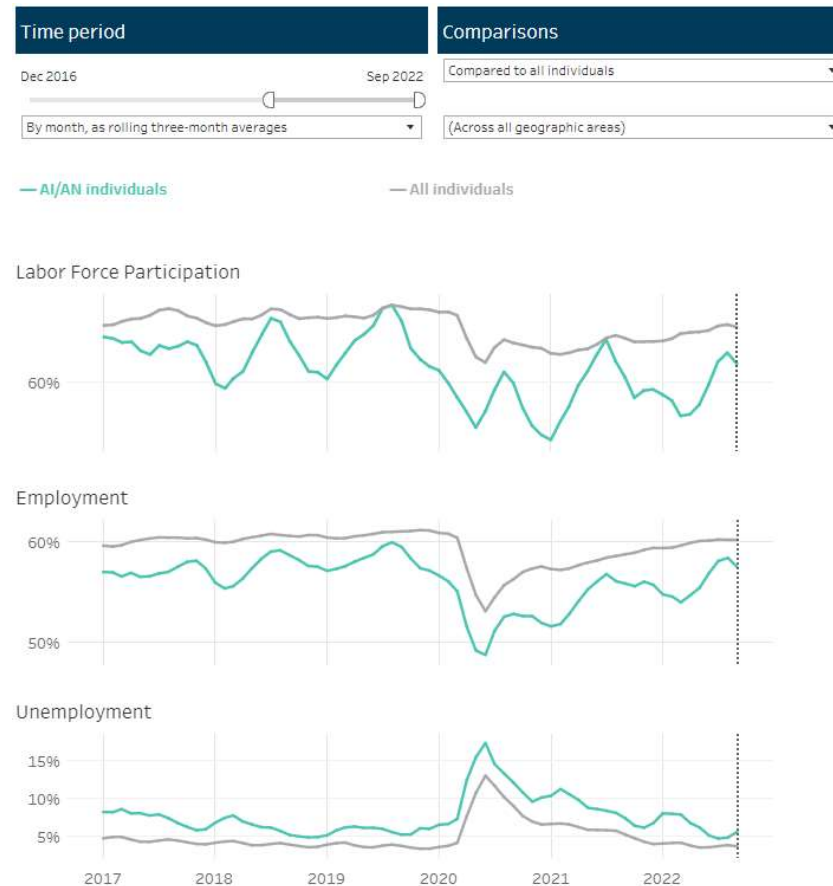 Time period
Comparisons
Dec 2016
Sep 2022
Compared to all individuals
By month, as rolling three-month averages
(Across all geographic areas)
AI/AN individuals
All individuals
Labor Force Participation
60%
Employment
60%
50%
Unemployment
15%
10%
5%
2017 2018 2019 2020 2021 2022